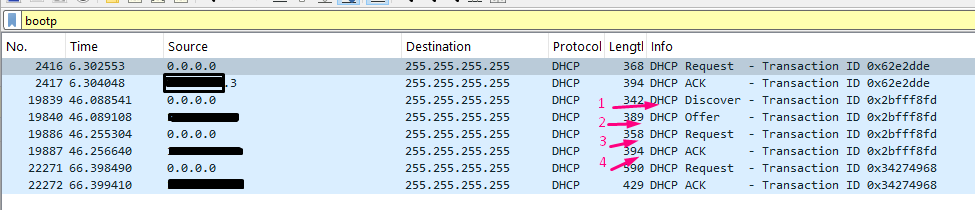 bootp
No. Time Source Destination Protocol Lengtl Info
2416 6.302553 0.0.0.0 255.255.255.255 DHCP 368 DHCP Request - Transaction ID 0x62e2dde
2417 6.304048 .3 255.255.255.255 DHCP 394 DHCP ACK - Transaction ID 0x62e2dde
19839 46.088541 0.0.0.0 255.255.255.255 DHCP 1 342 DHCP Discover - Transaction ID 0x2bfff8fd
19840 46.089108 255.255.255.255 DHCP 2 389 DHCP Offer - Transaction ID 0x2bfff8fd
19886 46.255304 0.0.0.0 255.255.255.255 DHCP 3 358 DHCP Request - Transaction ID 0x2bfff8fd
19887 46.256640 255.255.255.255 DHCP 4 394 DHCP ACK - Transaction ID 0x2bfff8fd
22271 66.398490 0.0.0.0 255.255.255.255 DHCP 590 DHCP Request - Transaction ID 0x34274968
22272 66.399410 255.255.255.255 DHCP 429 DHCP ACK - Transaction ID 0x34274968